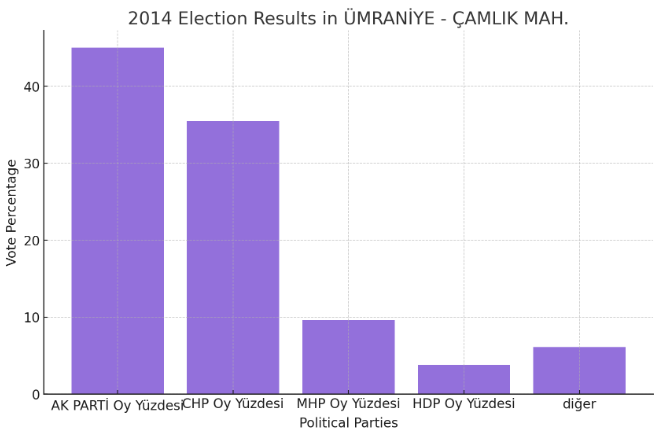 2014 Election Results in ÜMRANİYE - ÇAMLIK MAH.
40
30
20
10
0
Vote Percentage
AK PARTİ Oy Yüzdesi CHP Oy Yüzdesi MHP Oy Yüzdesi HDP Oy Yüzdesi diğer
Political Parties